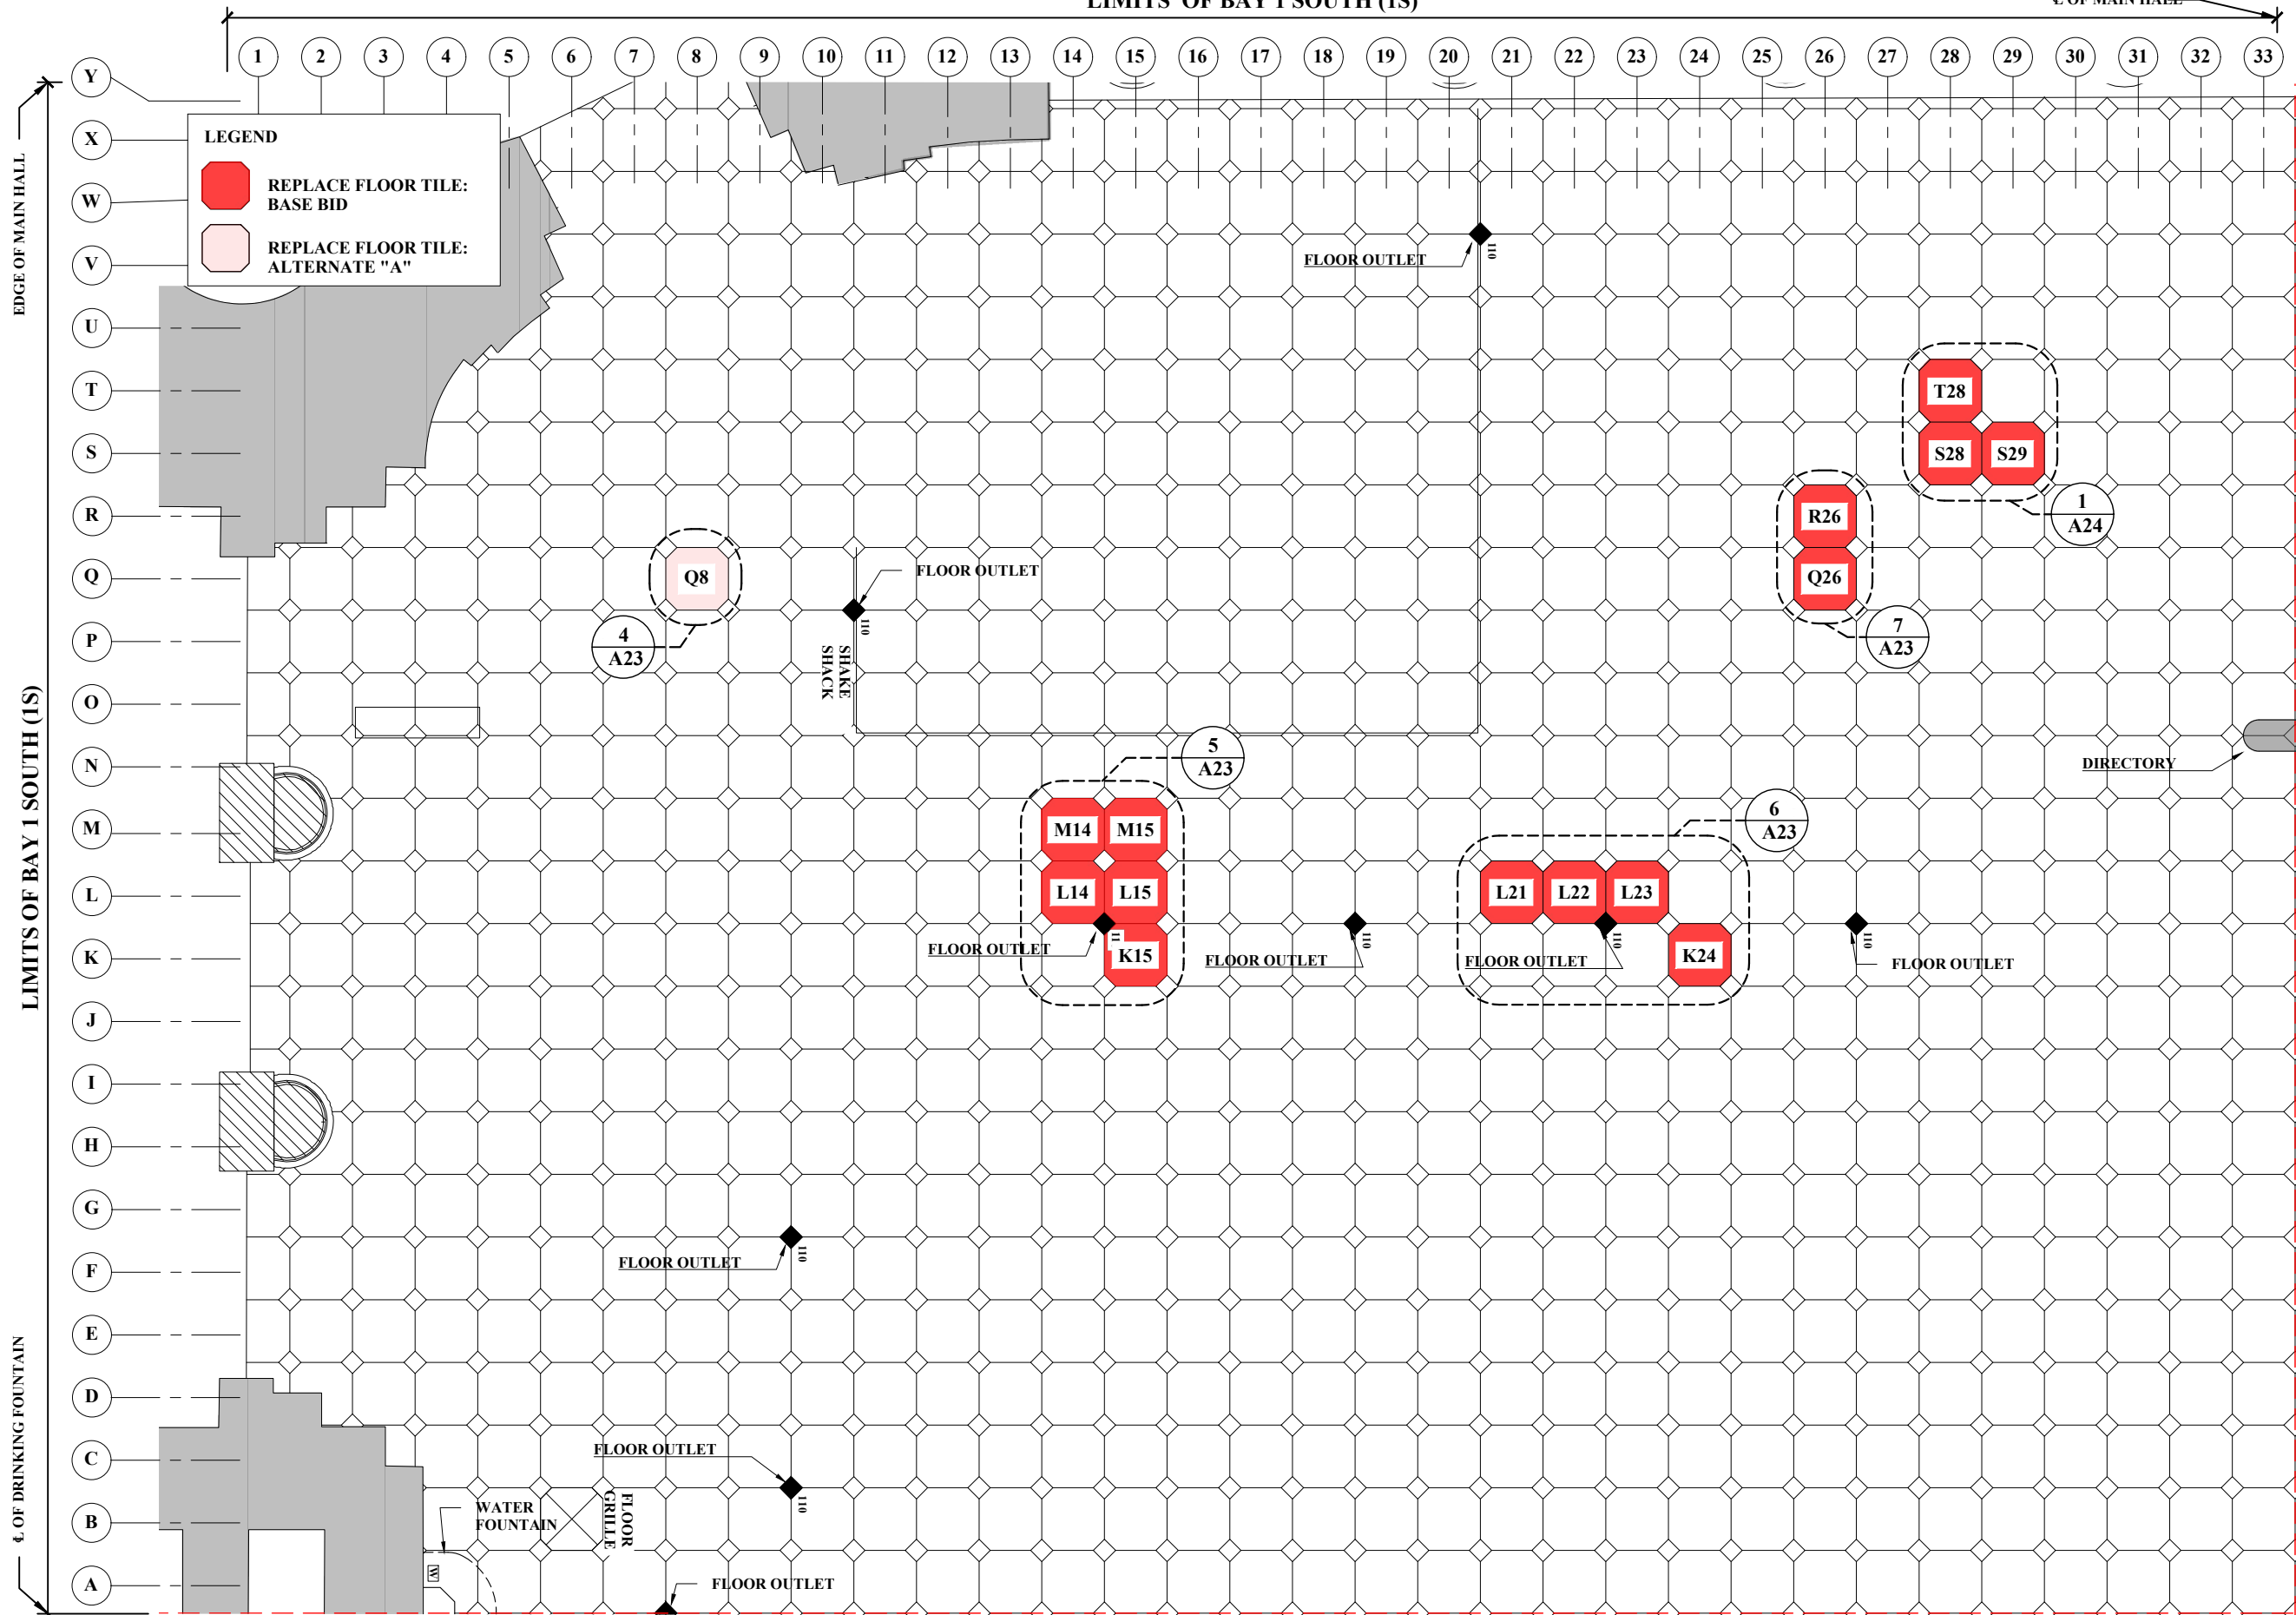 LIMITS OF BAY 1 SOUTH (1S)
℄ OF MAIN HALL
1 2 3 4 5 6 7 8 9 10 11 12 13 14 15 16 17 18 19 20 21 22 23 24 25 26 27 28 29 30 31 32 33
Y
X
W
V
U
T
S
R
Q
P
O
N
M
L
K
J
I
H
G
F
E
D
C
B
A
EDGE OF MAIN HALL
LIMITS OF BAY 1 SOUTH (1S)
℄ OF DRINKING FOUNTAIN
LEGEND
REPLACE FLOOR TILE:
BASE BID
REPLACE FLOOR TILE:
ALTERNATE "A"
FLOOR OUTLET
110
T28
S28 S29
1
A24
R26
Q26
7
A23
Q8
4
A23
FLOOR OUTLET
110
SHAKE
SHACK
DIRECTORY
5
A23
M14 M15
L14 L15
K15
FLOOR OUTLET
11
FLOOR OUTLET
110
6
A23
L21 L22 L23
K24
FLOOR OUTLET
110
FLOOR OUTLET
110
FLOOR OUTLET
110
FLOOR OUTLET
110
WATER
FOUNTAIN
FLOOR
GRILLE
W
FLOOR OUTLET